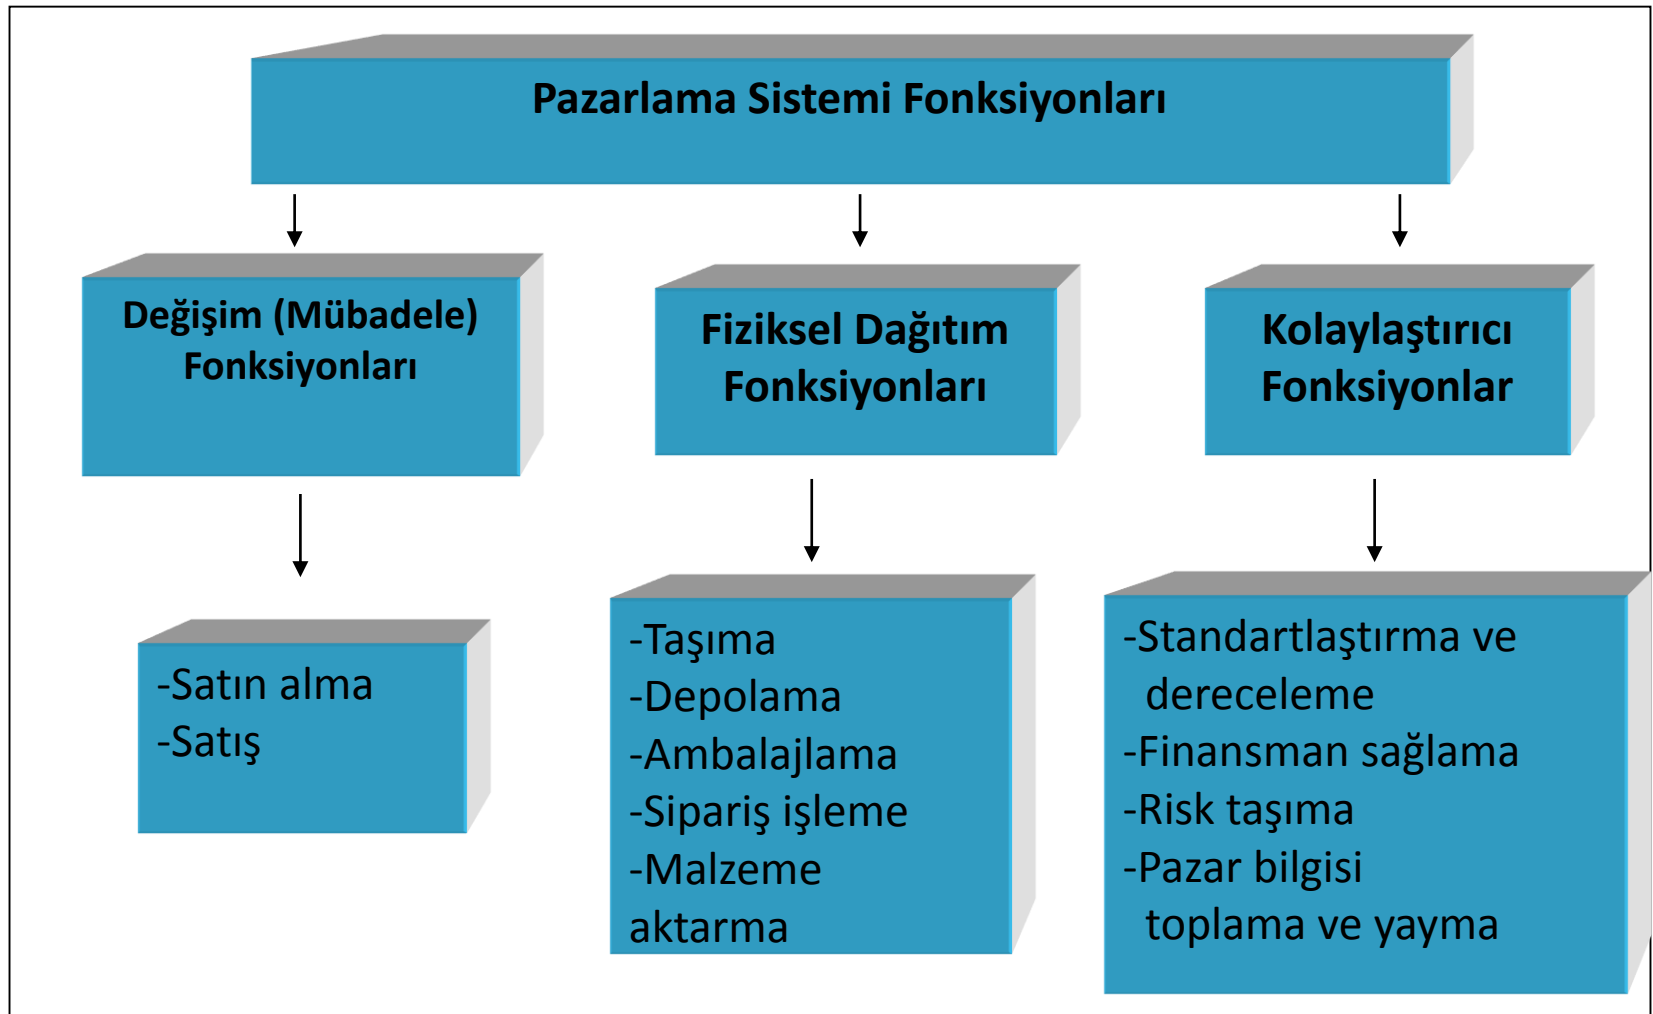 Pazarlama Sistemi Fonksiyonları
Değişim (Mübadele)
Fonksiyonları
Fiziksel Dağıtım
Fonksiyonları
Kolaylaştırıcı
Fonksiyonlar
-Satın alma
-Satış
-Taşıma
-Depolama
-Ambalajlama
-Sipariş işleme
-Malzeme
aktarma
-Standartlaştırma ve
dereceleme
-Finansman sağlama
-Risk taşıma
-Pazar bilgisi
toplama ve yayma